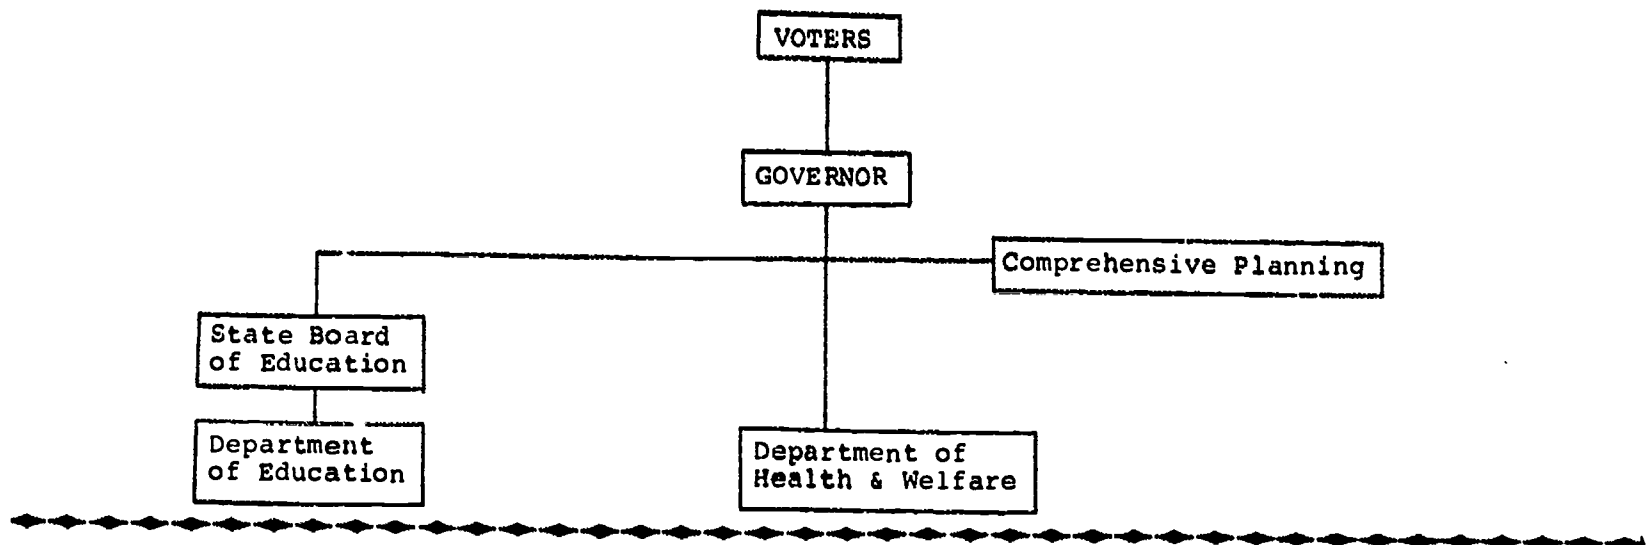 VOTERS
GOVERNOR
Comprehensive Planning
State Board
of Education
Department
of Education
Department of
Health & Welfare